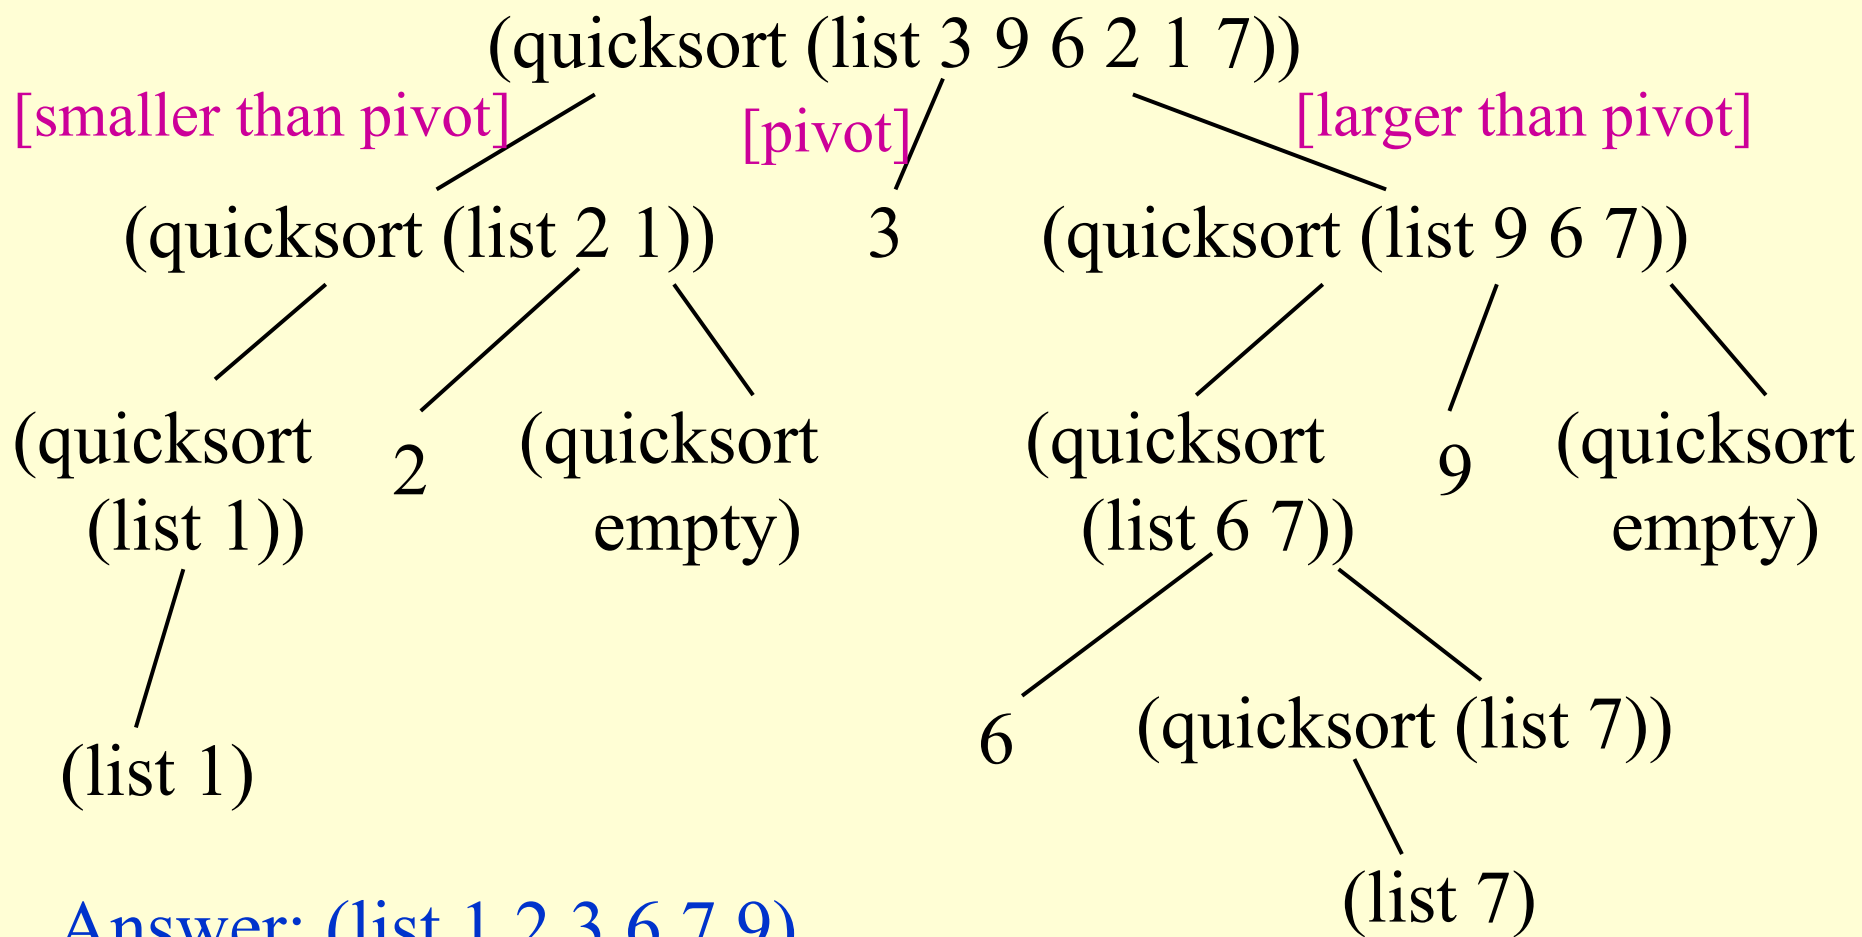 (quicksort (list 3 9 6 2 1 7))
[smaller than pivot]
[pivot]
[larger than pivot]
(quicksort (list 2 1))
3
(quicksort (list 9 6 7))
(quicksort
(list 1))
2
(quicksort
empty)
(quicksort
(list 6 7))
9
(quicksort
empty)
(list 1)
6
(quicksort (list 7))
(list 7)
Answer: (list 1 2 3 6 7 9)